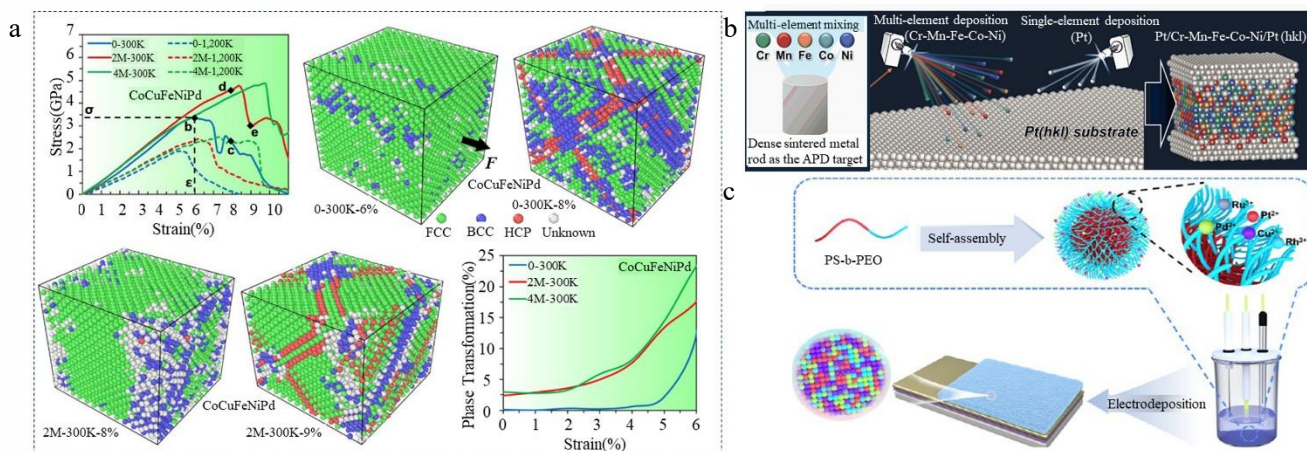 a
Stress(GPa)
7
6
5
4
3
2
1
0
0-300K
2M-300K
4M-300K
0-1,200K
2M-1,200K
4M-1,200K
CoCuFeNiPd
σ
b
d
e
c
ε
0 1 2 3 4 5 6 7 8 9 10
Strain(%)
F
0-300K-6%
CoCuFeNiPd
0-300K-8%
FCC BCC HCP Unknown
2M-300K-8%
CoCuFeNiPd
2M-300K-9%
Phase Transformation(%)
25
20
15
10
5
0
0-300K
2M-300K
4M-300K
CoCuFeNiPd
0 1 2 3 4 5 6
Strain(%)
b
Multi-element mixing
Cr Mn Fe Co Ni
Dense sintered metal
rod as the APD target
Multi-element deposition
(Cr-Mn-Fe-Co-Ni)
Single-element deposition
(Pt)
Pt/Cr-Mn-Fe-Co-Ni/Pt (hkl)
Pt(hkl) substrate
c
PS-b-PEO
Self-assembly
Ru³⁺
Pt²⁺
Pd²⁺
Cu²⁺
Rh³⁺
Electrodeposition